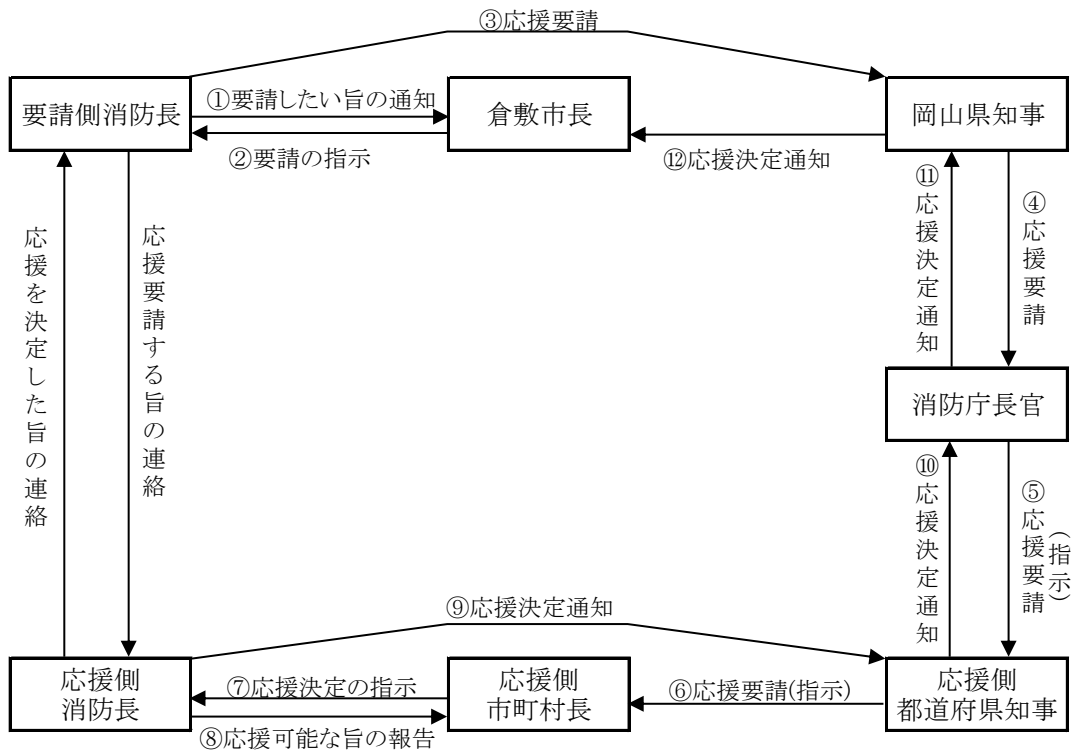 ③応援要請
要請側消防長
①要請したい旨の通知
倉敷市長
岡山県知事
②要請の指示
⑫応援決定通知
応援を決定した旨の連絡
応援要請する旨の連絡
⑪応援決定通知
④応援要請
消防庁長官
⑩応援決定通知
⑤応援要請
(指示)
⑨応援決定通知
応援側
消防長
⑦応援決定の指示
応援側
市町村長
⑥応援要請(指示)
応援側
都道府県知事
⑧応援可能な旨の報告